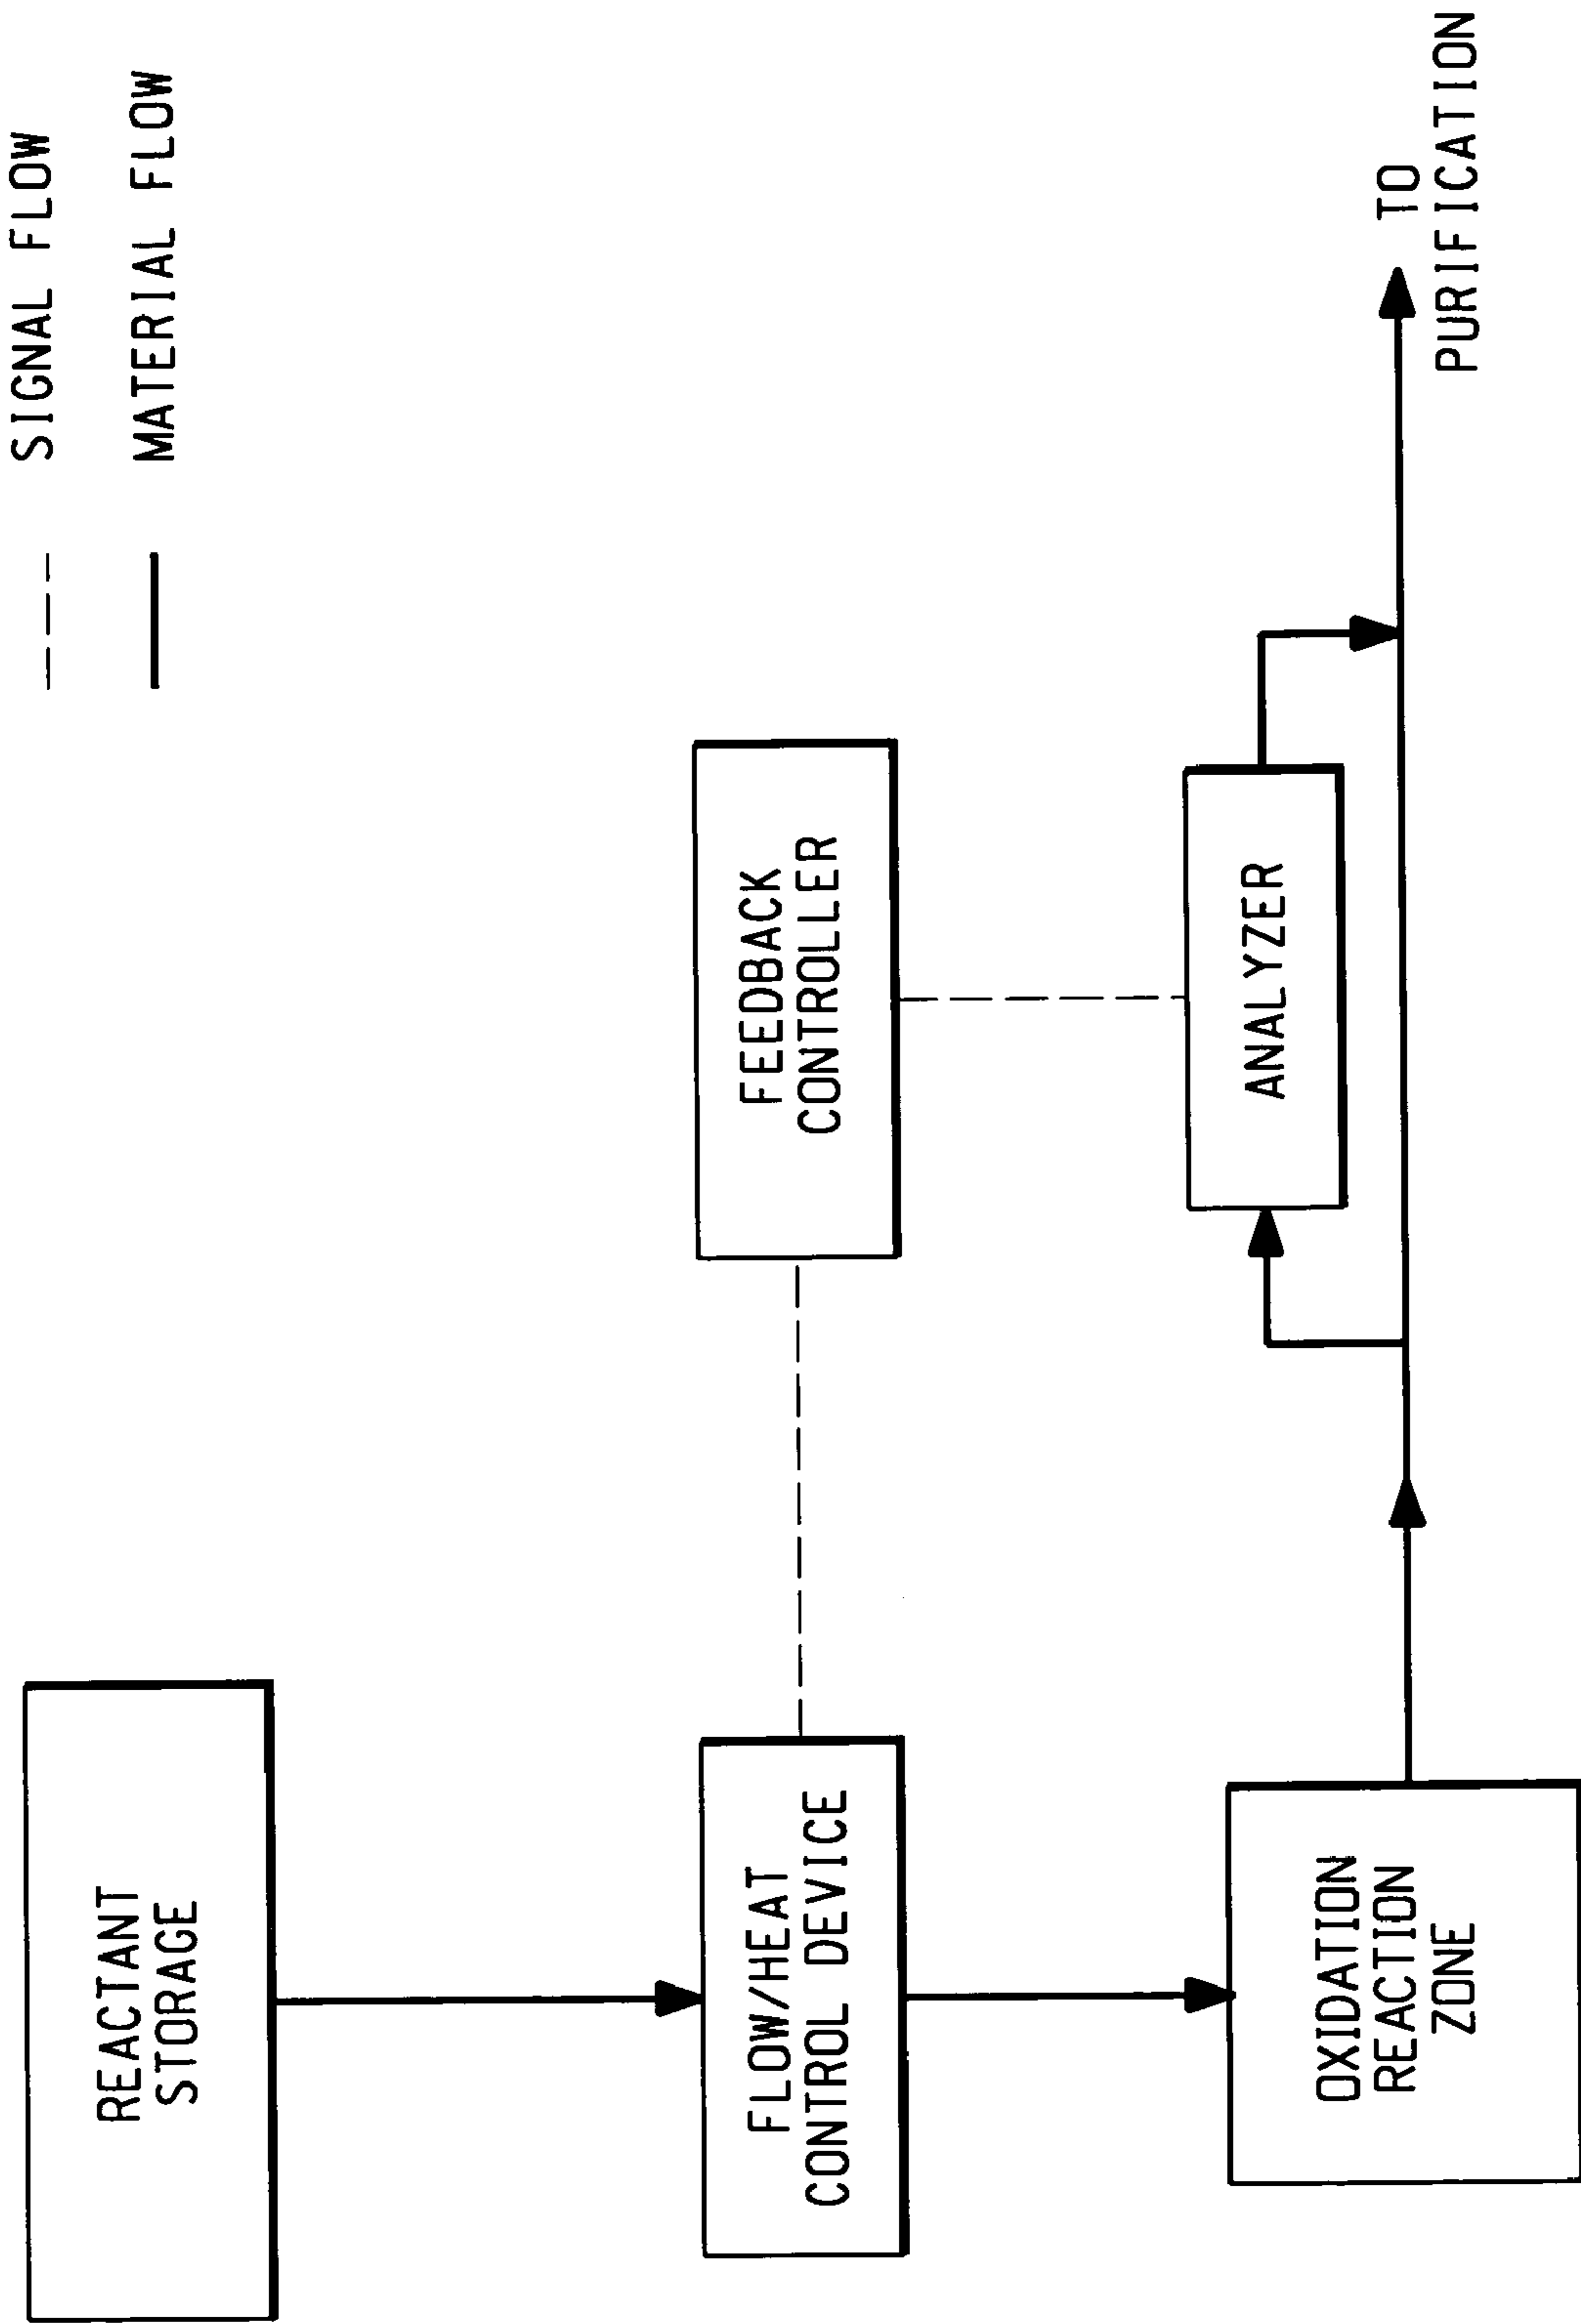 SIGNAL FLOW
MATERIAL FLOW
REACTANT
STORAGE
FLOW/HEAT
CONTROL DEVICE
FEEDBACK
CONTROLLER
OXIDATION
REACTION
ZONE
ANALYZER
TO
PURIFICATION